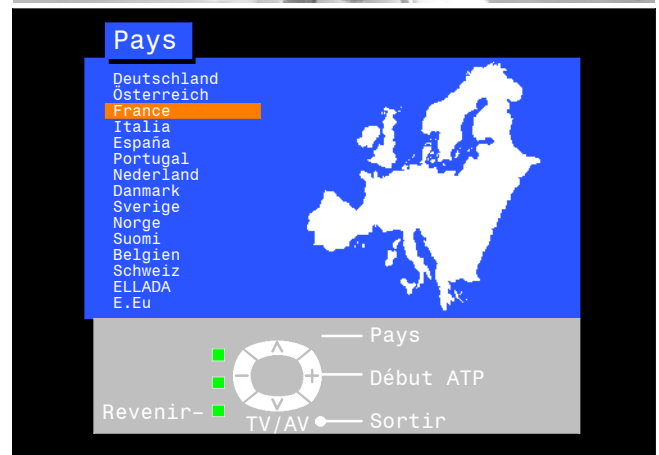 Pays
Deutschland
Österreich
France
Italia
España
Portugal
Nederland
Danmark
Sverige
Norge
Suomi
Belgien
Schweiz
ELLADA
E.Eu
Pays
Début ATP
Revenir
TV/AV
Sortir